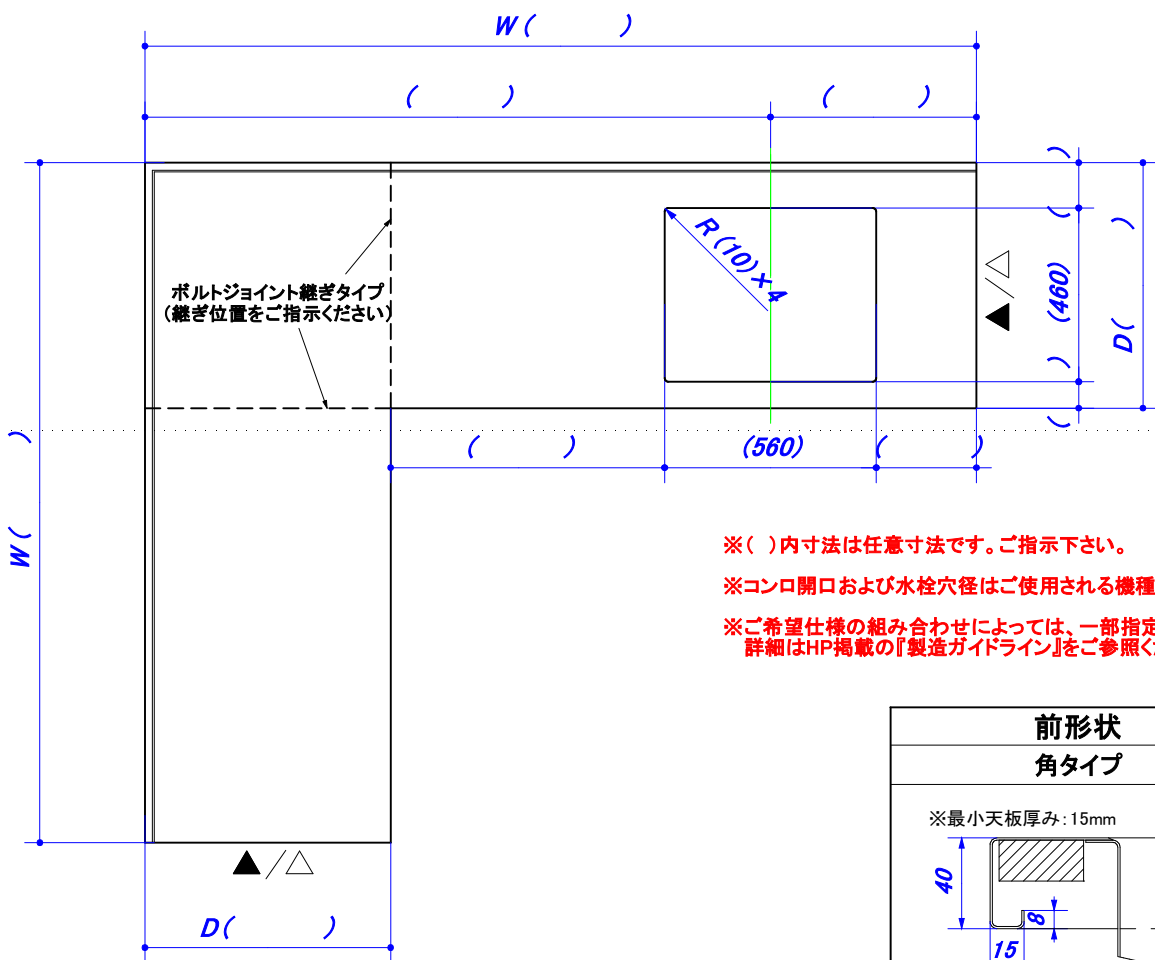 W( )
( )
( )
ボルトジョイント継ぎタイプ
(継ぎ位置をご指示ください)
R(10)×4
( )
(460)
( )
D( )
▲/△
W( )
( )
(560)
( )
※( )内寸法は任意寸法です。ご指示下さい。
※コンロ開口および水栓穴径はご使用される機種
※ご希望仕様の組み合わせによっては、一部指定
詳細はHP掲載の『製造ガイドライン』をご参照く
▲/△
D( )
前形状
角タイプ
※最小天板厚み:15mm
40
8
15